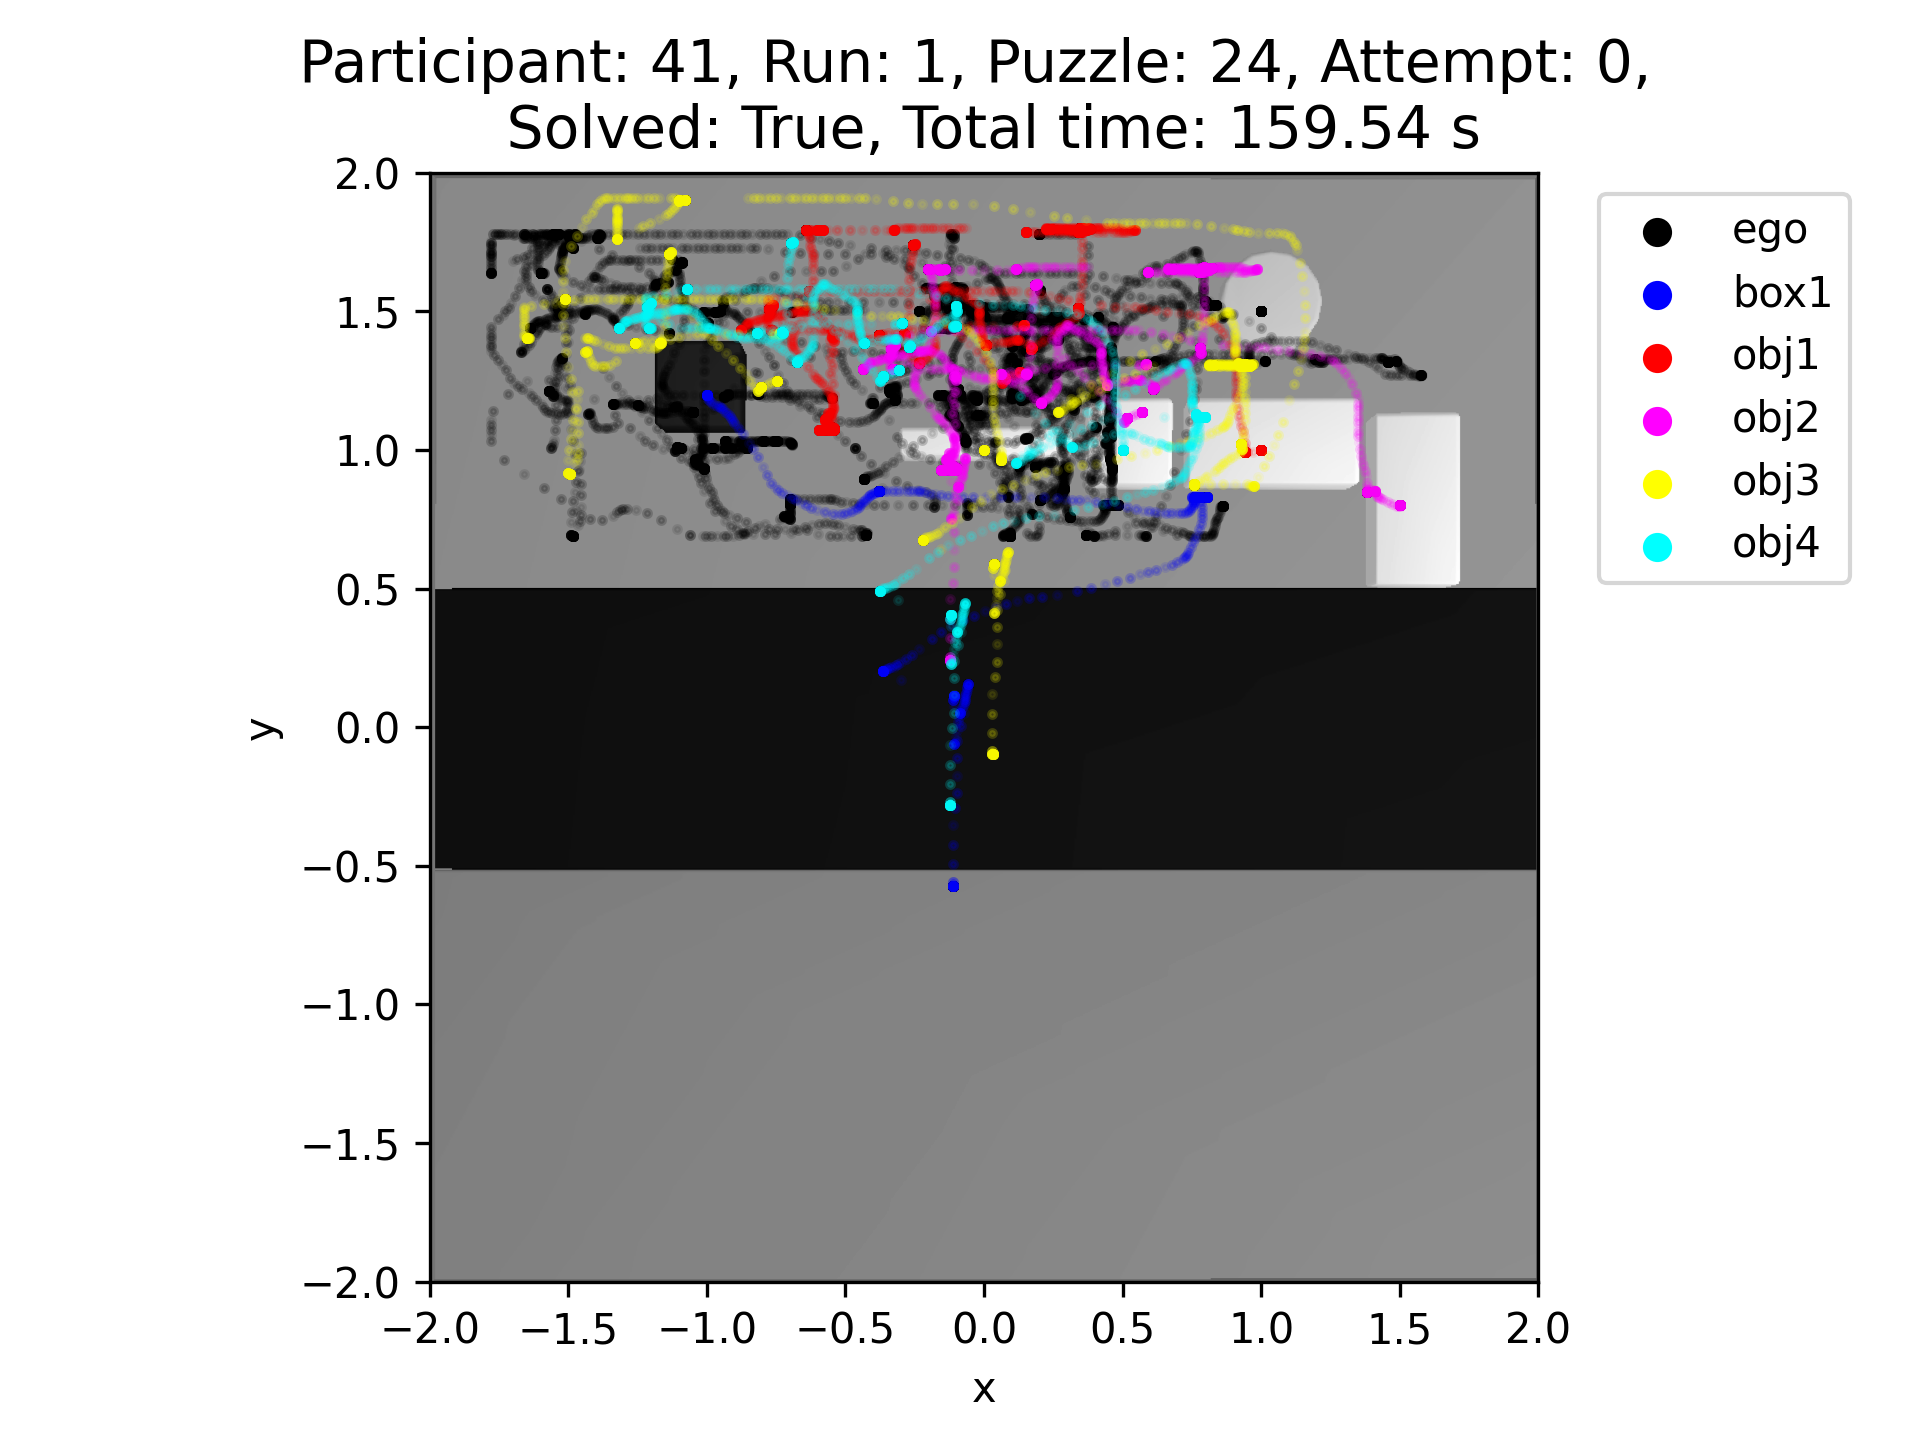 Participant: 41, Run: 1, Puzzle: 24, Attempt: 0,
Solved: True, Total time: 159.54 s
2.0
1.5
1.0
0.5
0.0
−0.5
−1.0
−1.5
−2.0
y
−2.0 −1.5 −1.0 −0.5 0.0 0.5 1.0 1.5 2.0
x
ego
box1
obj1
obj2
obj3
obj4